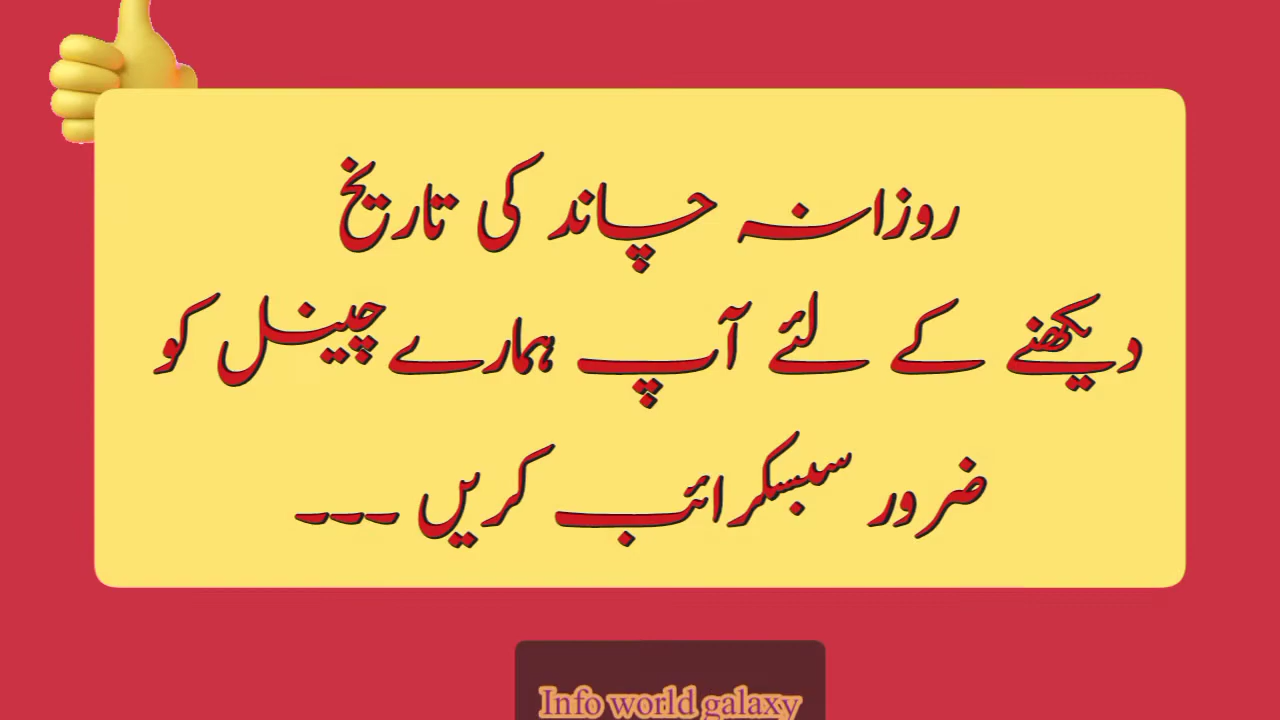 روزانہ چاند کی تاریخ
دیکھنے کے لئے آپ ہمارے چینل کو
ضرور سبسکرائب کریں ۔۔۔
Info world galaxy